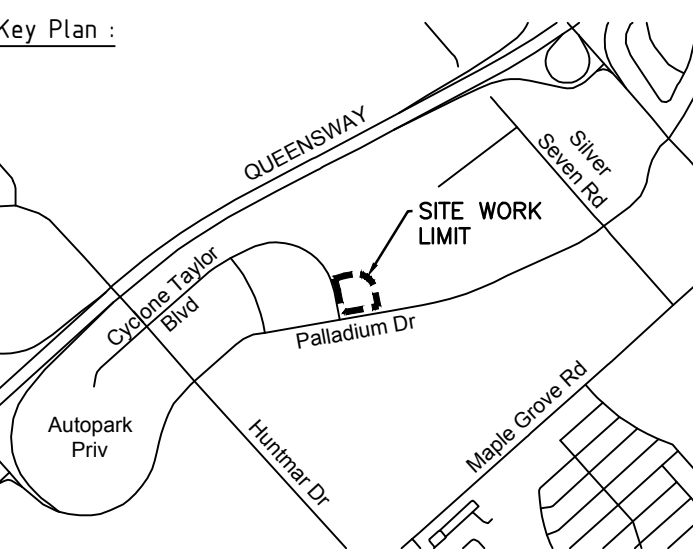 Key Plan :
QUEENSWAY
Silver
Seven Rd
SITE WORK
LIMIT
Cyclone Taylor
Blvd
Palladium Dr
Maple Grove Rd
Autopark
Priv
Huntmar Dr